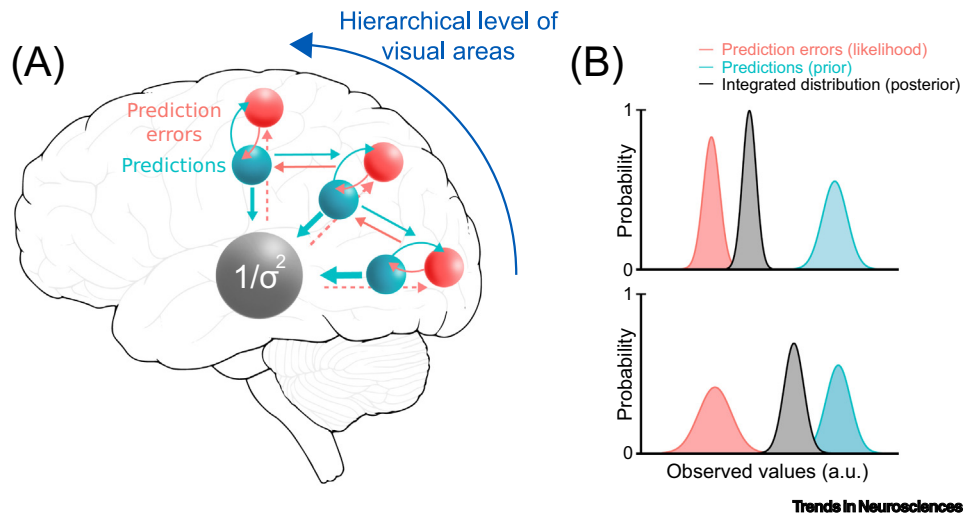 (A)
Hierarchical level of
visual areas
Prediction
errors
Predictions
1/σ²
(B)
Prediction errors (likelihood)
Predictions (prior)
Integrated distribution (posterior)
1
Probability
0
1
Probability
0
Observed values (a.u.)
Trends in Neurosciences